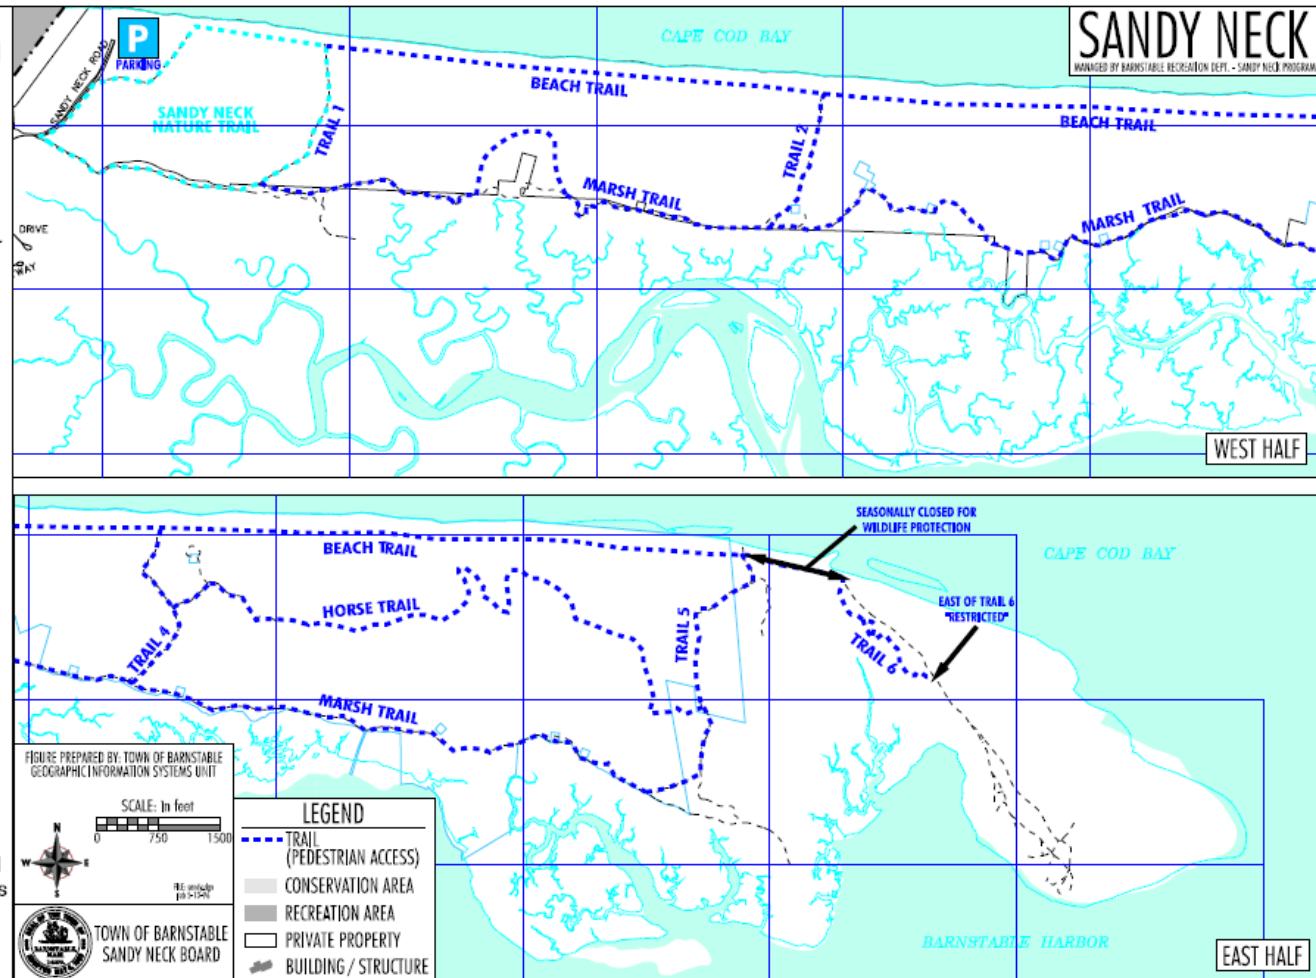 SANDY NECK
MANAGED BY BARNSTABLE RECREATION DEPT. - SANDY NECK PROGRAM
CAPE COD BAY
P
PARKING
SANDY NECK ROAD
SANDY NECK
NATURE TRAIL
TRAIL 1
BEACH TRAIL
TRAIL 2
BEACH TRAIL
MARSH TRAIL
MARSH TRAIL
DRIVE
WAY
WEST HALF
SEASONALLY CLOSED FOR
WILDLIFE PROTECTION
CAPE COD BAY
BEACH TRAIL
HORSE TRAIL
TRAIL 4
TRAIL 5
EAST OF TRAIL 6
"RESTRICTED"
TRAIL 6
MARSH TRAIL
FIGURE PREPARED BY: TOWN OF BARNSTABLE
GEOGRAPHIC INFORMATION SYSTEMS UNIT
SCALE: In feet
0 750 1500
N
W E
S
TOWN OF BARNSTABLE
SANDY NECK BOARD
LEGEND
TRAIL
(PEDESTRIAN ACCESS)
CONSERVATION AREA
RECREATION AREA
PRIVATE PROPERTY
BUILDING / STRUCTURE
BARNSTABLE HARBOR
EAST HALF